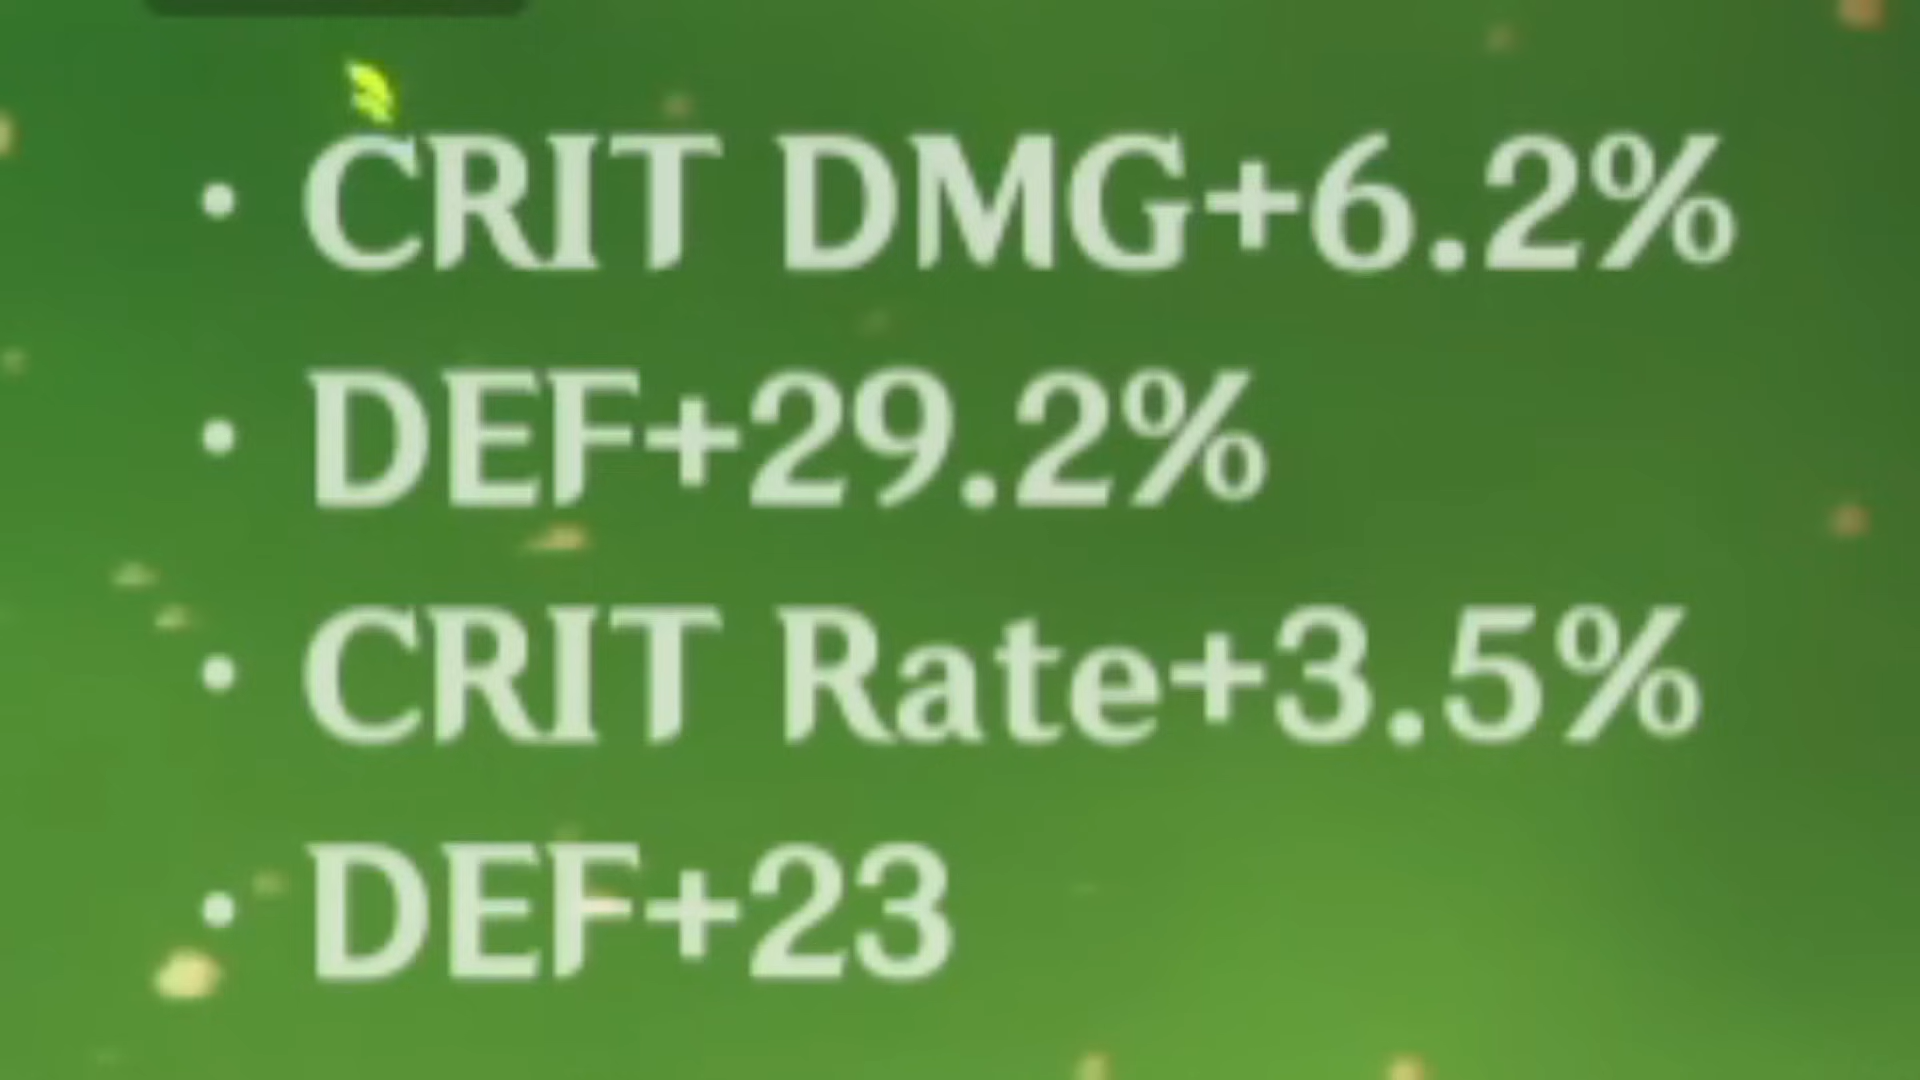 • CRIT DMG+6.2%
• DEF+29.2%
• CRIT Rate+3.5%
• DEF+23